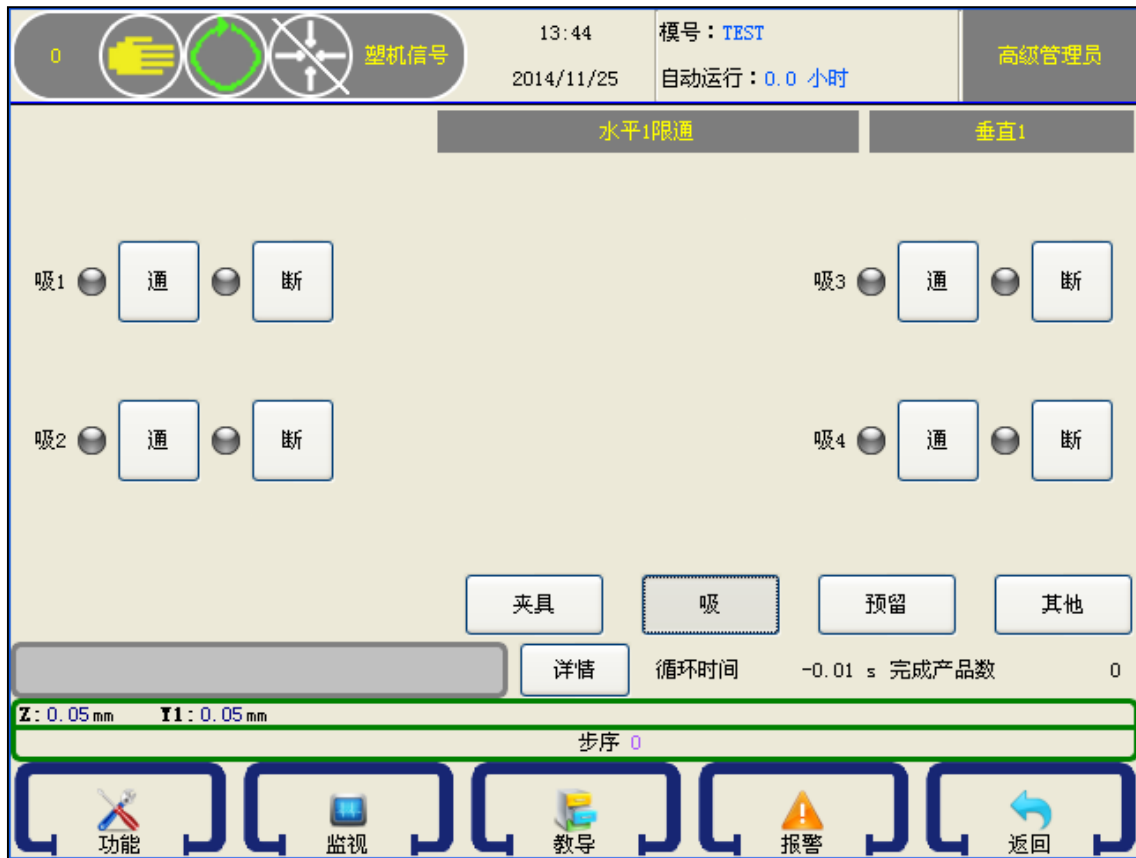 0 塑机信号 13:44 模号：TEST 高级管理员
2014/11/25 自动运行：0.0 小时
水平1限通 垂直1
吸1 通 断 吸3 通 断
吸2 通 断 吸4 通 断
夹具 吸 预留 其他
详情 循环时间 -0.01 s 完成产品数 0
Z:0.05mm Y1:0.05mm
步序 0
功能 监视 教导 报警 返回